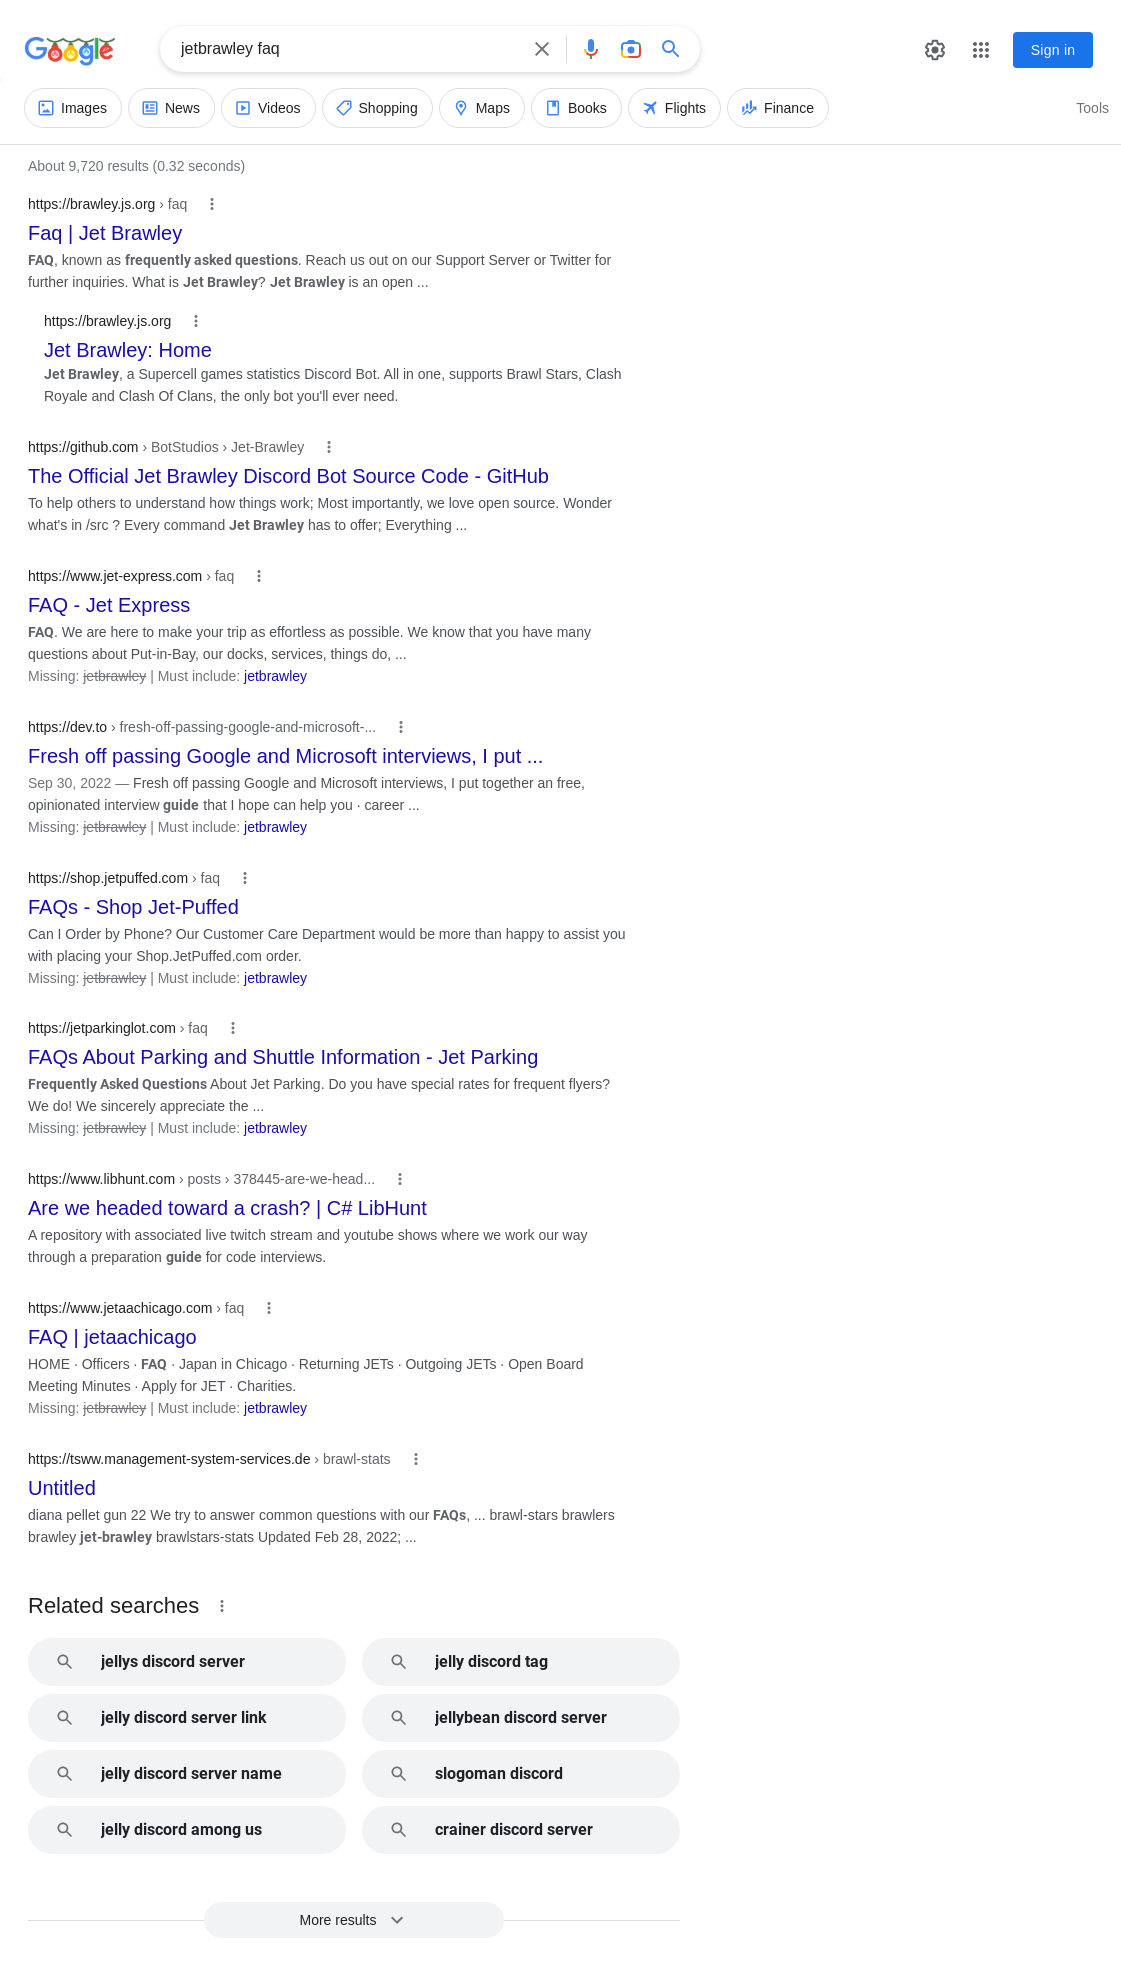 Google
jetbrawley faq
Sign in
Images News Videos Shopping Maps Books Flights Finance Tools
About 9,720 results (0.32 seconds)
https://brawley.js.org › faq
Faq | Jet Brawley
FAQ, known as frequently asked questions. Reach us out on our Support Server or Twitter for
further inquiries. What is Jet Brawley? Jet Brawley is an open ...
https://brawley.js.org
Jet Brawley: Home
Jet Brawley, a Supercell games statistics Discord Bot. All in one, supports Brawl Stars, Clash
Royale and Clash Of Clans, the only bot you'll ever need.
https://github.com › BotStudios › Jet-Brawley
The Official Jet Brawley Discord Bot Source Code - GitHub
To help others to understand how things work; Most importantly, we love open source. Wonder
what's in /src ? Every command Jet Brawley has to offer; Everything ...
https://www.jet-express.com › faq
FAQ - Jet Express
FAQ. We are here to make your trip as effortless as possible. We know that you have many
questions about Put-in-Bay, our docks, services, things do, ...
Missing: jetbrawley | Must include: jetbrawley
https://dev.to › fresh-off-passing-google-and-microsoft-...
Fresh off passing Google and Microsoft interviews, I put ...
Sep 30, 2022 — Fresh off passing Google and Microsoft interviews, I put together an free,
opinionated interview guide that I hope can help you · career ...
Missing: jetbrawley | Must include: jetbrawley
https://shop.jetpuffed.com › faq
FAQs - Shop Jet-Puffed
Can I Order by Phone? Our Customer Care Department would be more than happy to assist you
with placing your Shop.JetPuffed.com order.
Missing: jetbrawley | Must include: jetbrawley
https://jetparkinglot.com › faq
FAQs About Parking and Shuttle Information - Jet Parking
Frequently Asked Questions About Jet Parking. Do you have special rates for frequent flyers?
We do! We sincerely appreciate the ...
Missing: jetbrawley | Must include: jetbrawley
https://www.libhunt.com › posts › 378445-are-we-head...
Are we headed toward a crash? | C# LibHunt
A repository with associated live twitch stream and youtube shows where we work our way
through a preparation guide for code interviews.
https://www.jetaachicago.com › faq
FAQ | jetaachicago
HOME · Officers · FAQ · Japan in Chicago · Returning JETs · Outgoing JETs · Open Board
Meeting Minutes · Apply for JET · Charities.
Missing: jetbrawley | Must include: jetbrawley
https://tsww.management-system-services.de › brawl-stats
Untitled
diana pellet gun 22 We try to answer common questions with our FAQs, ... brawl-stars brawlers
brawley jet-brawley brawlstars-stats Updated Feb 28, 2022; ...
Related searches
jellys discord server
jelly discord tag
jelly discord server link
jellybean discord server
jelly discord server name
slogoman discord
jelly discord among us
crainer discord server
More results